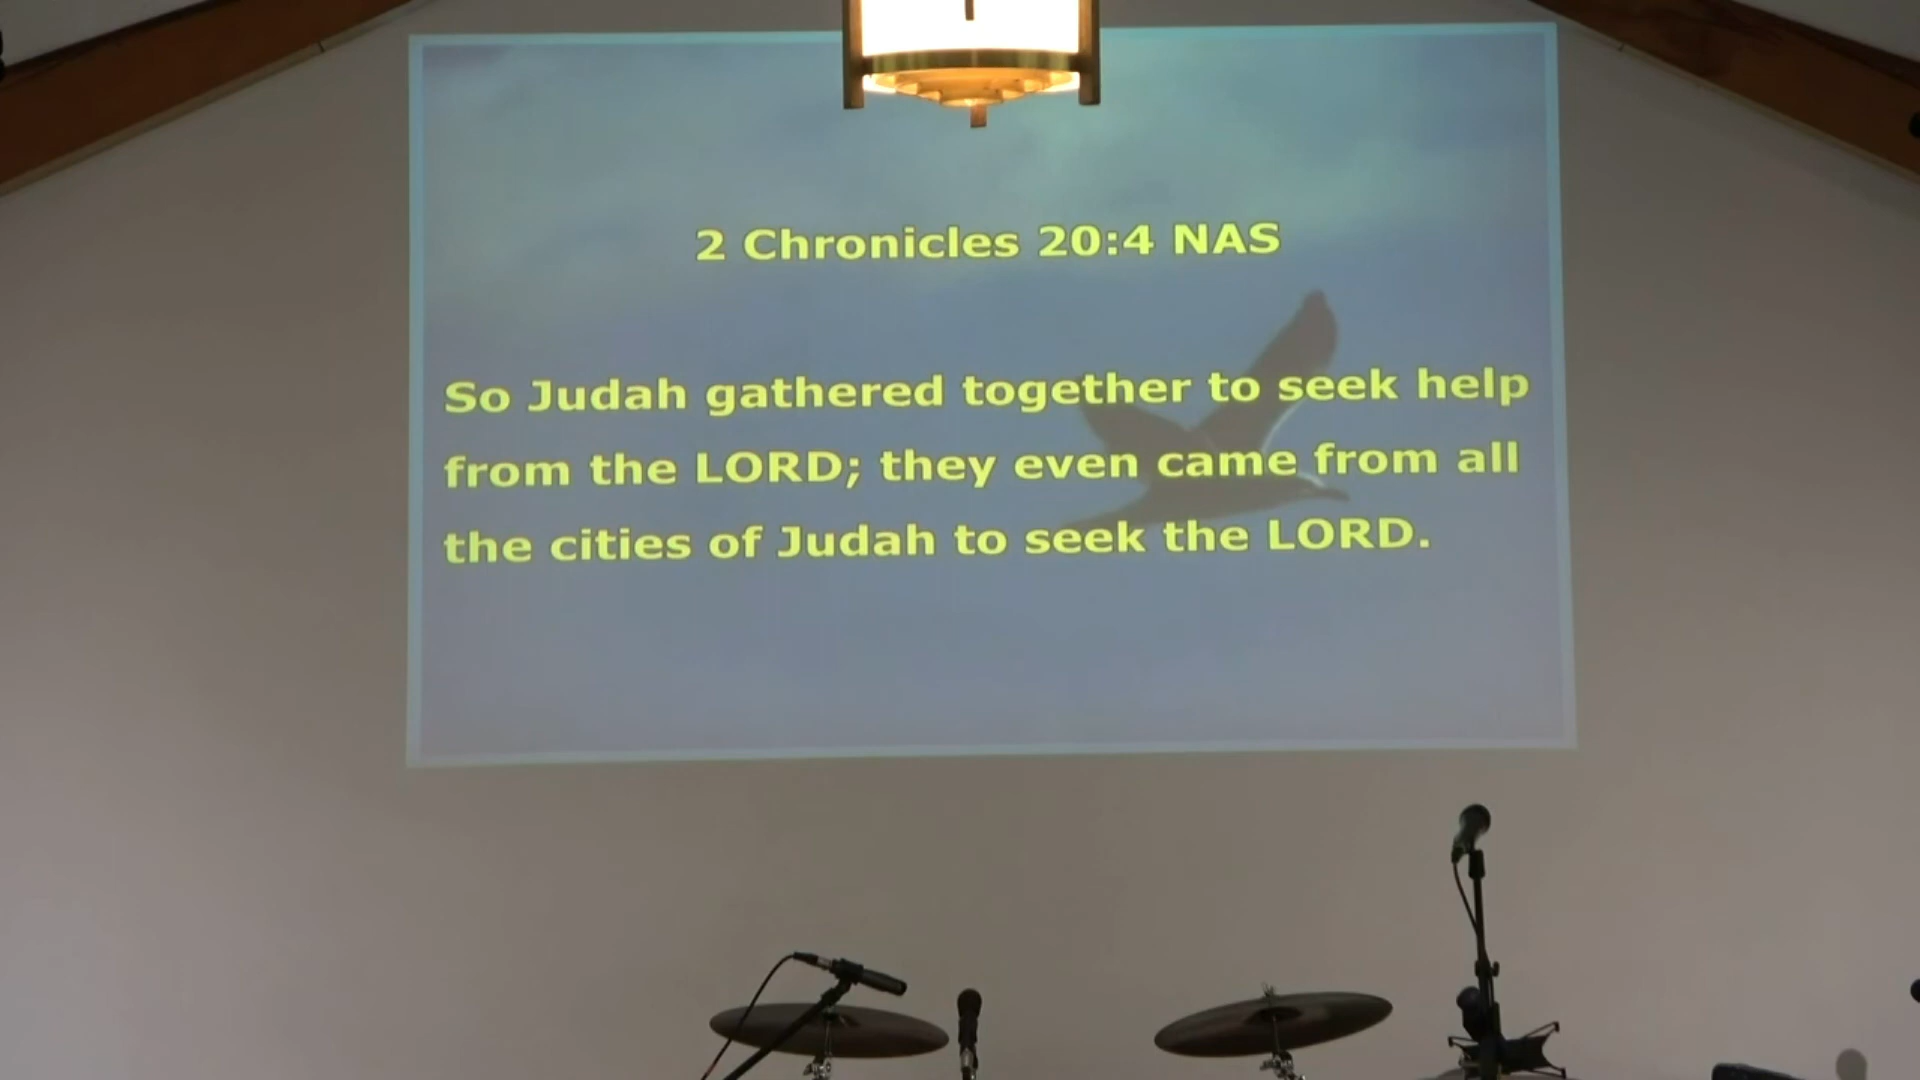 2 Chronicles 20:4 NAS
So Judah gathered together to seek help
from the LORD; they even came from all
the cities of Judah to seek the LORD.